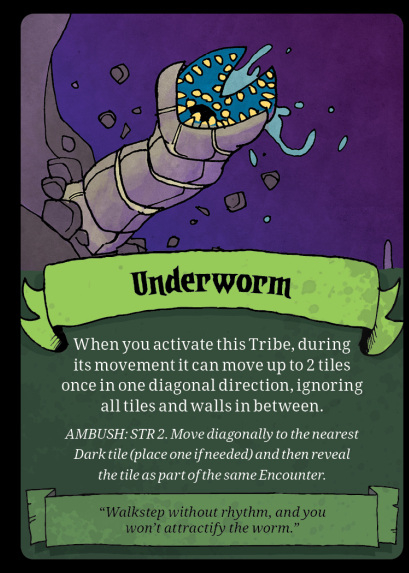 Underworm
When you activate this Tribe, during
its movement it can move up to 2 tiles
once in one diagonal direction, ignoring
all tiles and walls in between.
AMBUSH: STR 2. Move diagonally to the nearest
Dark tile (place one if needed) and then reveal
the tile as part of the same Encounter.
“Walkstep without rhythm, and you
won’t attractify the worm.”